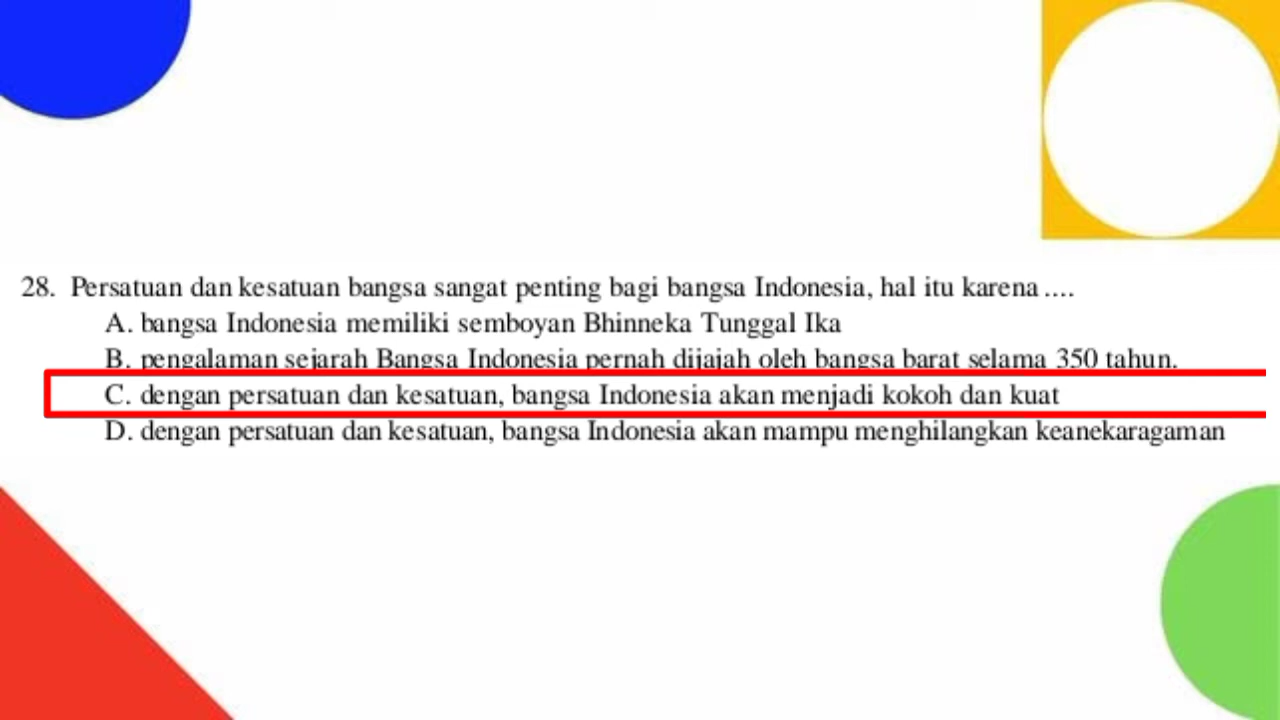 28. Persatuan dan kesatuan bangsa sangat penting bagi bangsa Indonesia, hal itu karena ....
A. bangsa Indonesia memiliki semboyan Bhinneka Tunggal Ika
B. pengalaman sejarah Bangsa Indonesia pernah dijajah oleh bangsa barat selama 350 tahun.
C. dengan persatuan dan kesatuan, bangsa Indonesia akan menjadi kokoh dan kuat
D. dengan persatuan dan kesatuan, bangsa Indonesia akan mampu menghilangkan keanekaragaman